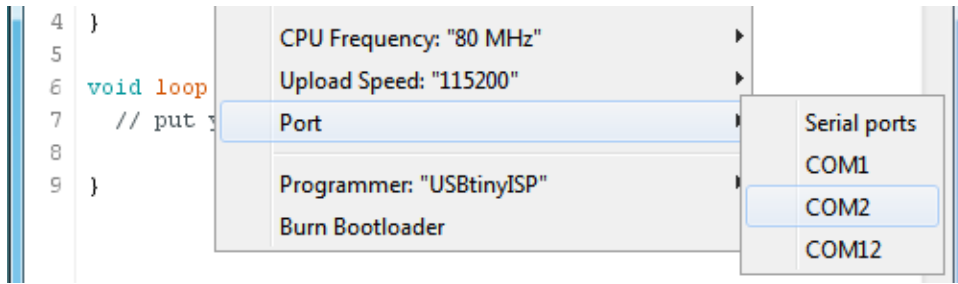 4 }
5
6 void loop
7 // put
8
9 }
CPU Frequency: "80 MHz"
Upload Speed: "115200"
Port
Programmer: "USBtinyISP"
Burn Bootloader
Serial ports
COM1
COM2
COM12